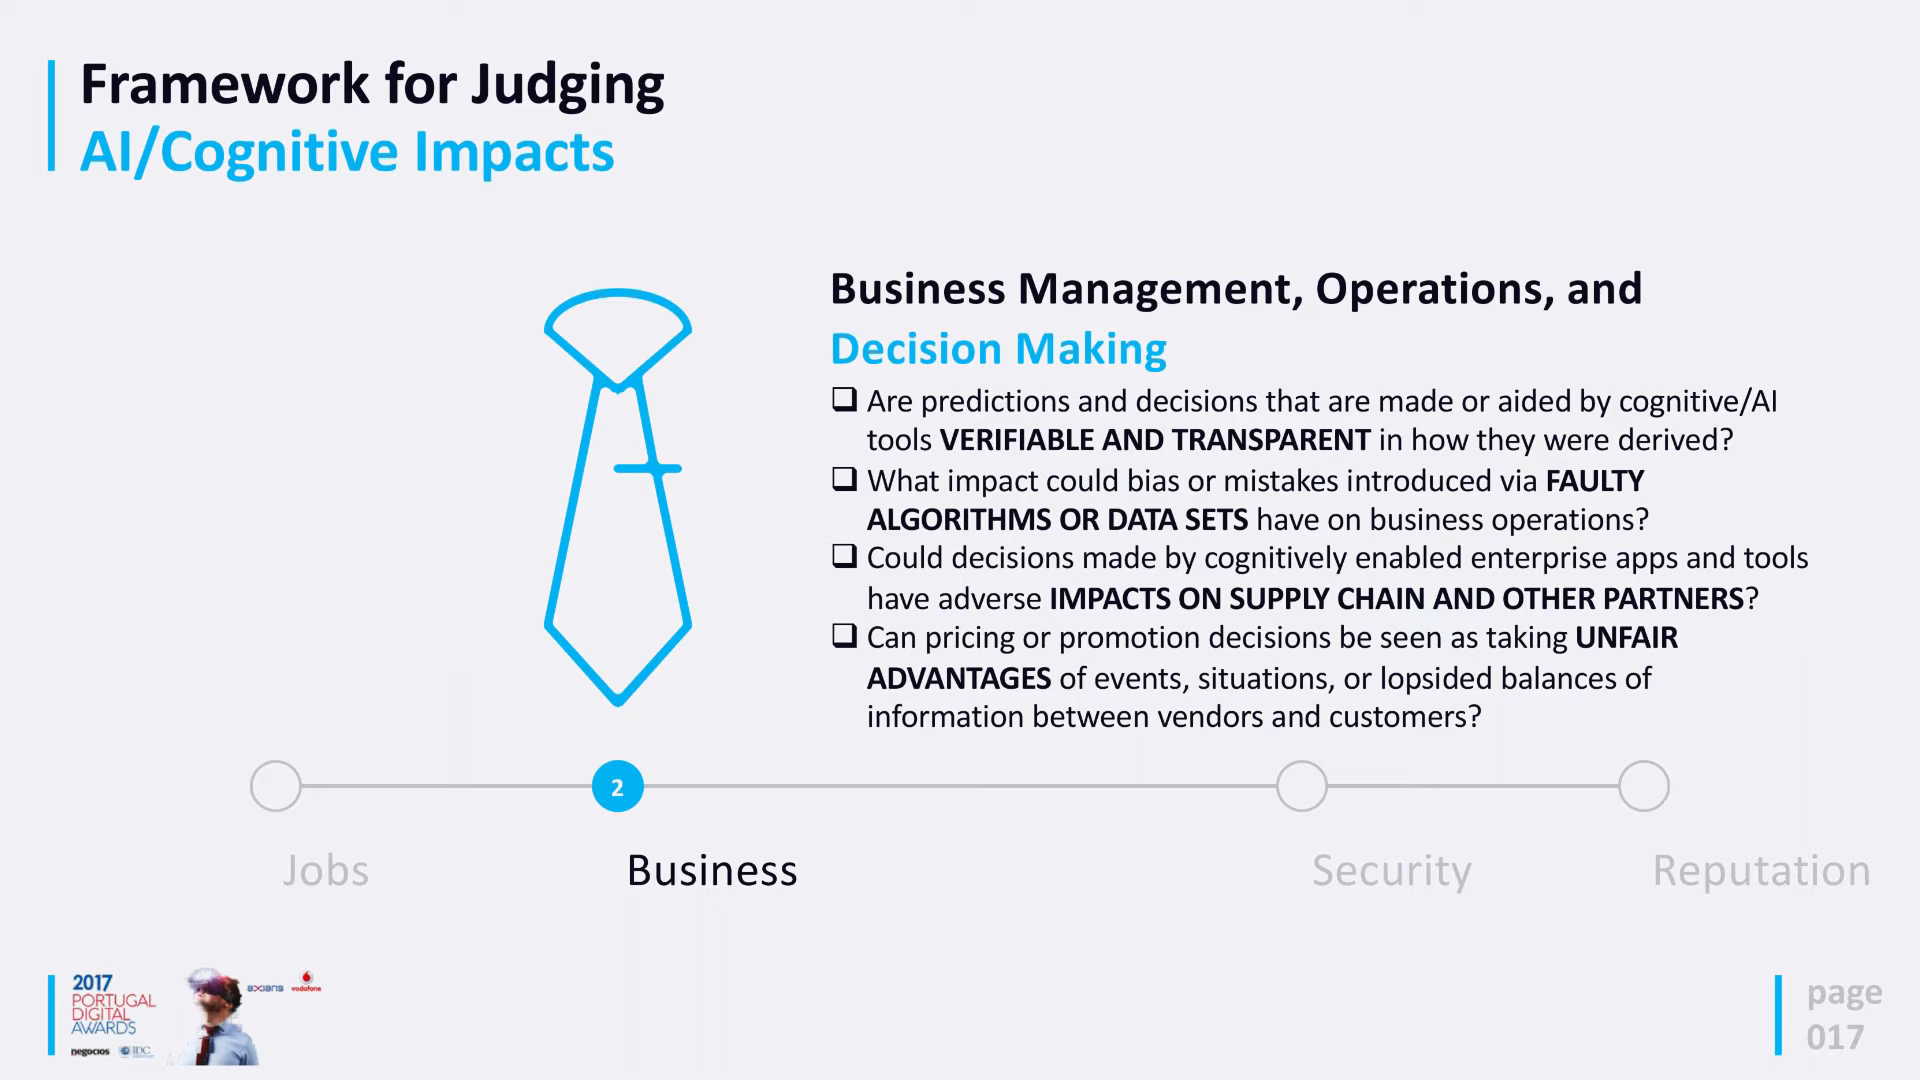 Framework for Judging
AI/Cognitive Impacts
Business Management, Operations, and
Decision Making
❑ Are predictions and decisions that are made or aided by cognitive/AI
tools VERIFIABLE AND TRANSPARENT in how they were derived?
❑ What impact could bias or mistakes introduced via FAULTY
ALGORITHMS OR DATA SETS have on business operations?
❑ Could decisions made by cognitively enabled enterprise apps and tools
have adverse IMPACTS ON SUPPLY CHAIN AND OTHER PARTNERS?
❑ Can pricing or promotion decisions be seen as taking UNFAIR
ADVANTAGES of events, situations, or lopsided balances of
information between vendors and customers?
2
Jobs
Business
Security
Reputation
2017
PORTUGAL
DIGITAL
AWARDS
negocios
IDC
axians
vodafone
page
017